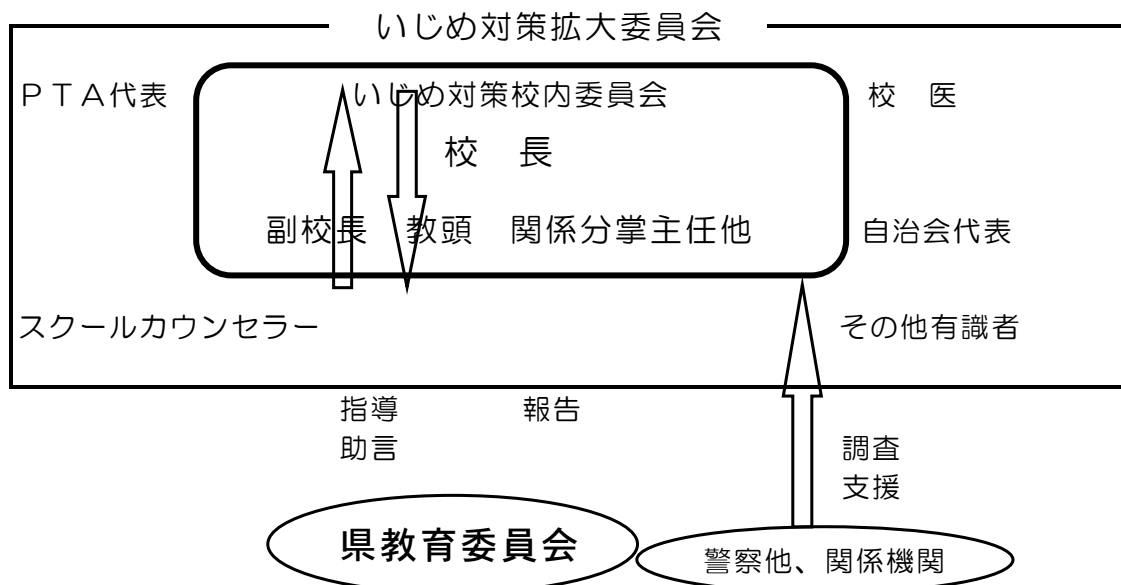 いじめ対策拡大委員会
ＰＴＡ代表
いじめ対策校内委員会
校　医
校　長
副校長　教頭　関係分掌主任他
自治会代表
スクールカウンセラー
その他有識者
指導
助言
報告
調査
支援
県教育委員会
警察他、関係機関